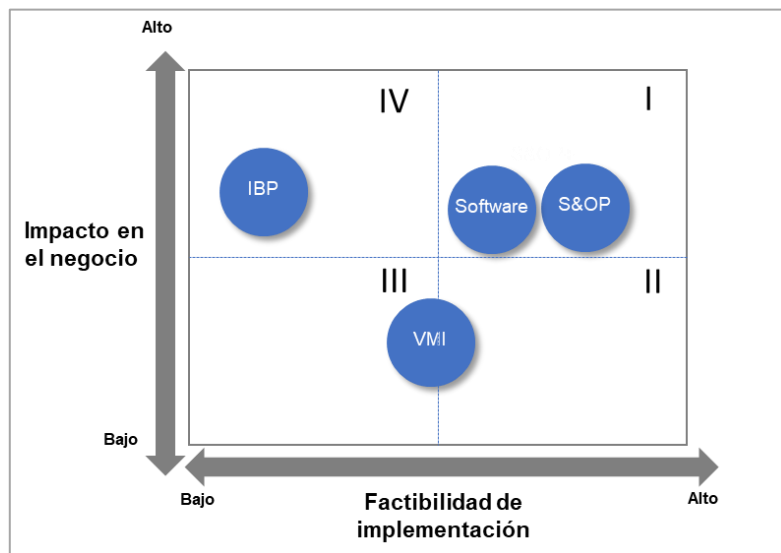 Alto
IV
I
IBP
Software
S&OP
Impacto en
el negocio
III
II
VMI
Bajo
Bajo
Factibilidad de
implementación
Alto